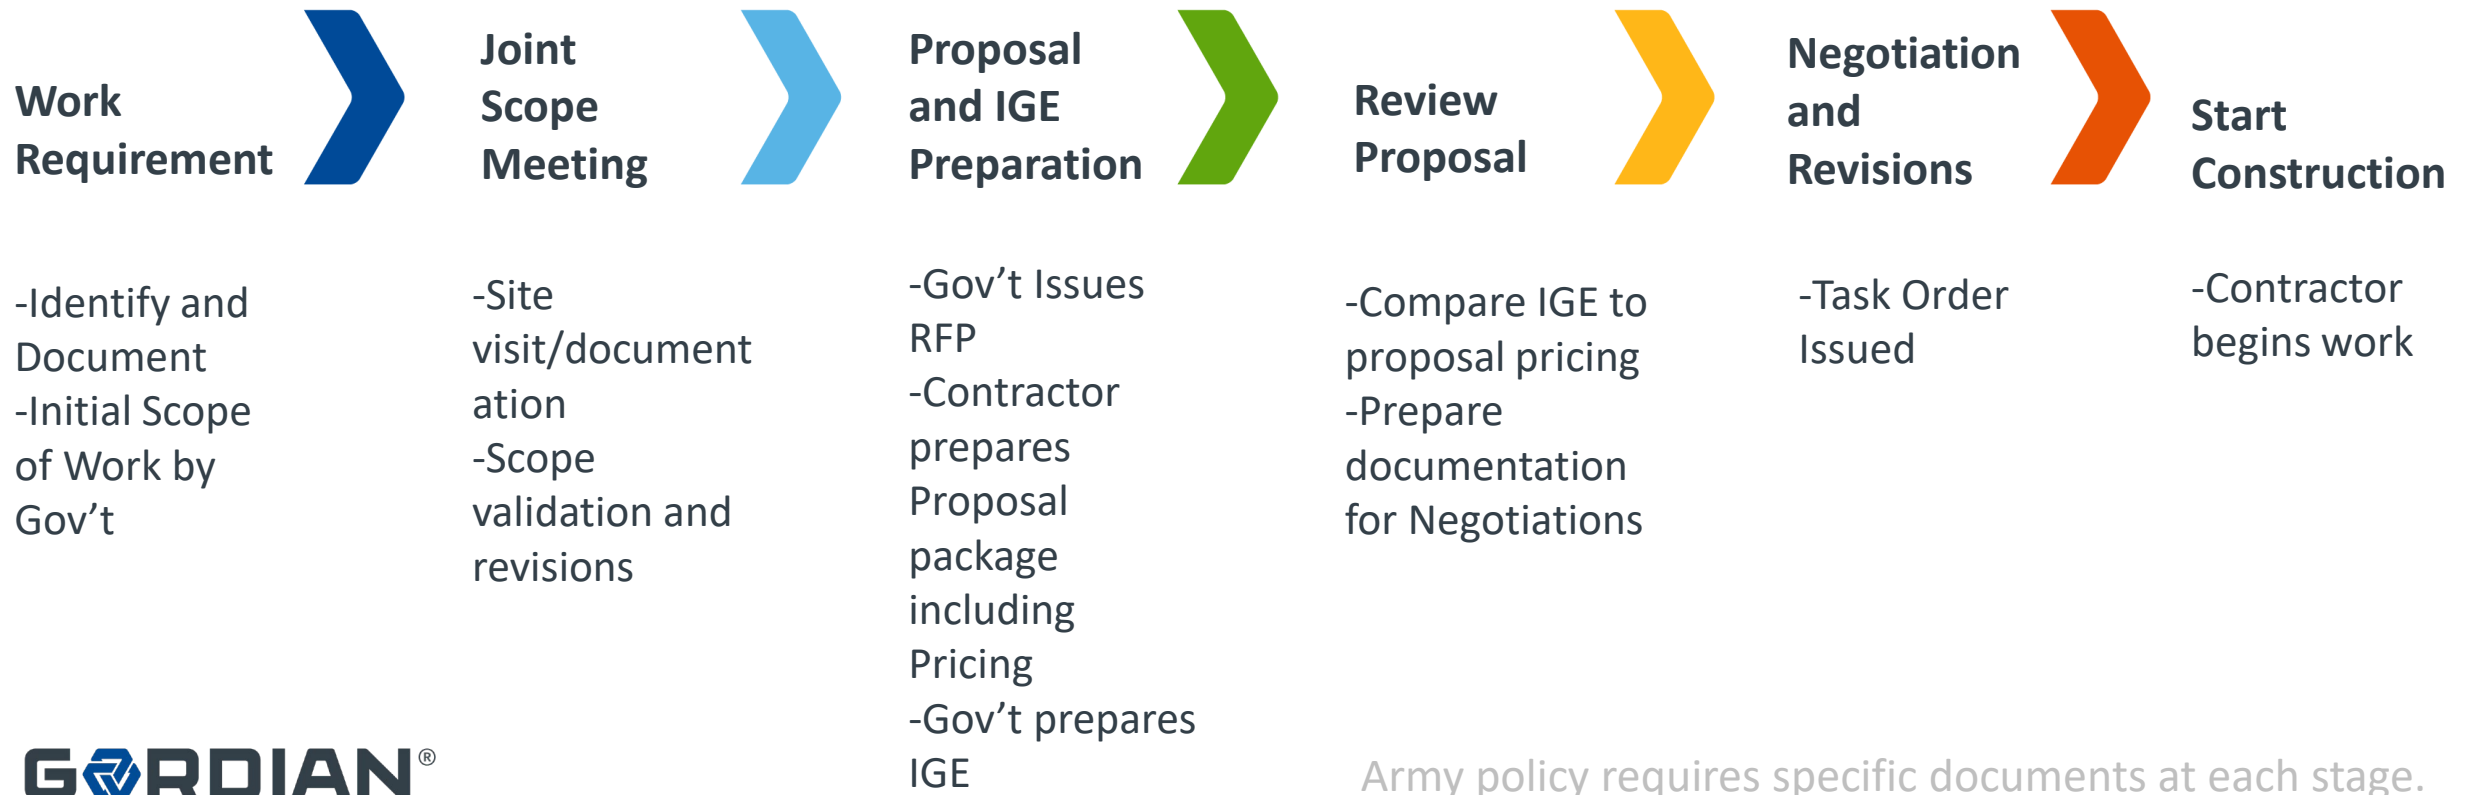 Work
Requirement
Joint
Scope
Meeting
Proposal
and IGE
Preparation
Review
Proposal
Negotiation
and
Revisions
Start
Construction
-Identify and
Document
-Initial Scope
of Work by
Gov’t
-Site
visit/document
ation
-Scope
validation and
revisions
-Gov’t Issues
RFP
-Contractor
prepares
Proposal
package
including
Pricing
-Gov’t prepares
IGE
-Compare IGE to
proposal pricing
-Prepare
documentation
for Negotiations
-Task Order
Issued
-Contractor
begins work
GORDIAN®
Army policy requires specific documents at each stage.